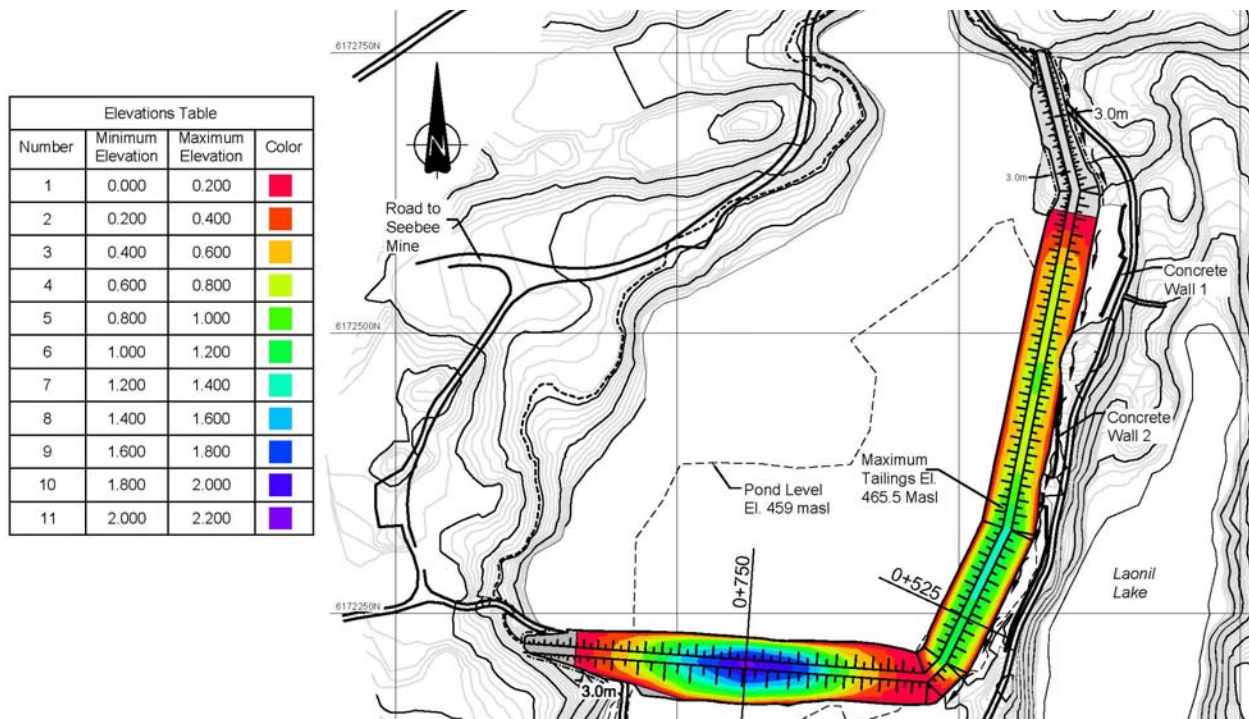 Elevations Table
Number Minimum Elevation Maximum Elevation Color
1 0.000 0.200
2 0.200 0.400
3 0.400 0.600
4 0.600 0.800
5 0.800 1.000
6 1.000 1.200
7 1.200 1.400
8 1.400 1.600
9 1.600 1.800
10 1.800 2.000
11 2.000 2.200
6172750N
N
3.0m
3.0m
Road to
Seebee
Mine
Concrete
Wall 1
6172500N
Concrete
Wall 2
Maximum
Tailings El.
465.5 Masl
Pond Level
El. 459 masl
0+750
0+525
Laonil
Lake
6172250N
3.0m